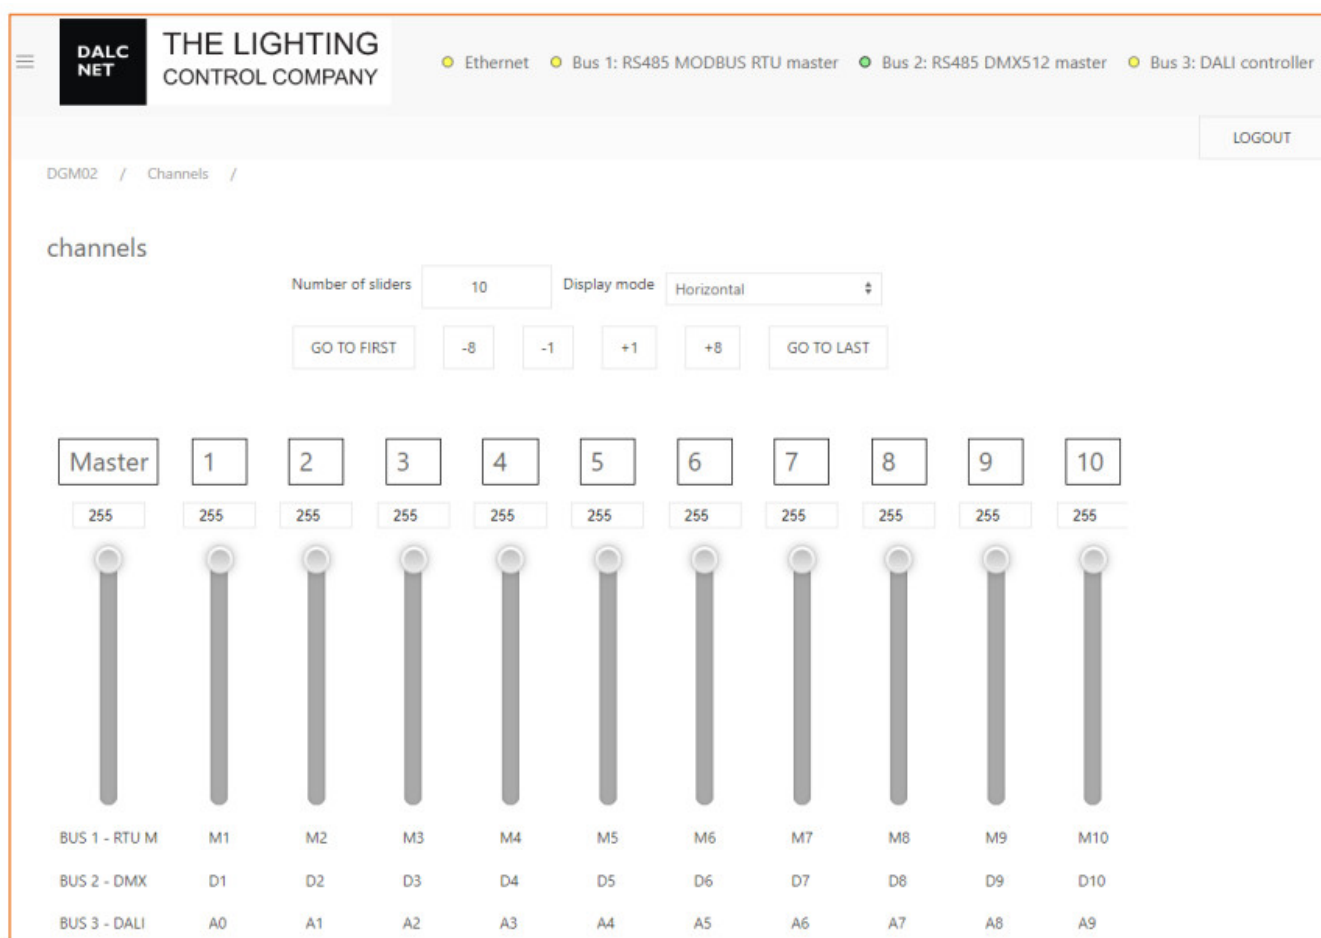 DALC
NET
THE LIGHTING
CONTROL COMPANY
Ethernet Bus 1: RS485 MODBUS RTU master Bus 2: RS485 DMX512 master Bus 3: DALI controller
LOGOUT
DGM02 / Channels /
channels
Number of sliders 10 Display mode Horizontal
GO TO FIRST -8 -1 +1 +8 GO TO LAST
Master 1 2 3 4 5 6 7 8 9 10
255 255 255 255 255 255 255 255 255 255 255
BUS 1 - RTU M M1 M2 M3 M4 M5 M6 M7 M8 M9 M10
BUS 2 - DMX D1 D2 D3 D4 D5 D6 D7 D8 D9 D10
BUS 3 - DALI A0 A1 A2 A3 A4 A5 A6 A7 A8 A9